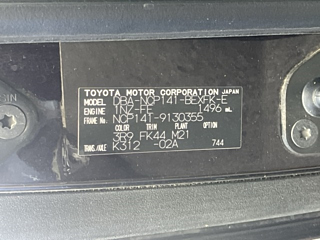 TOYOTA MOTOR CORPORATION JAPAN
MODEL DBA-NCP141-BEXFK-E
ENGINE 1NZ-FE 1496 mL
FRAME No. NCP141-9130355
COLOR TRIM PLANT OPTION
3R9 FK44 M21
TRANS./AXLE K312 -02A 744